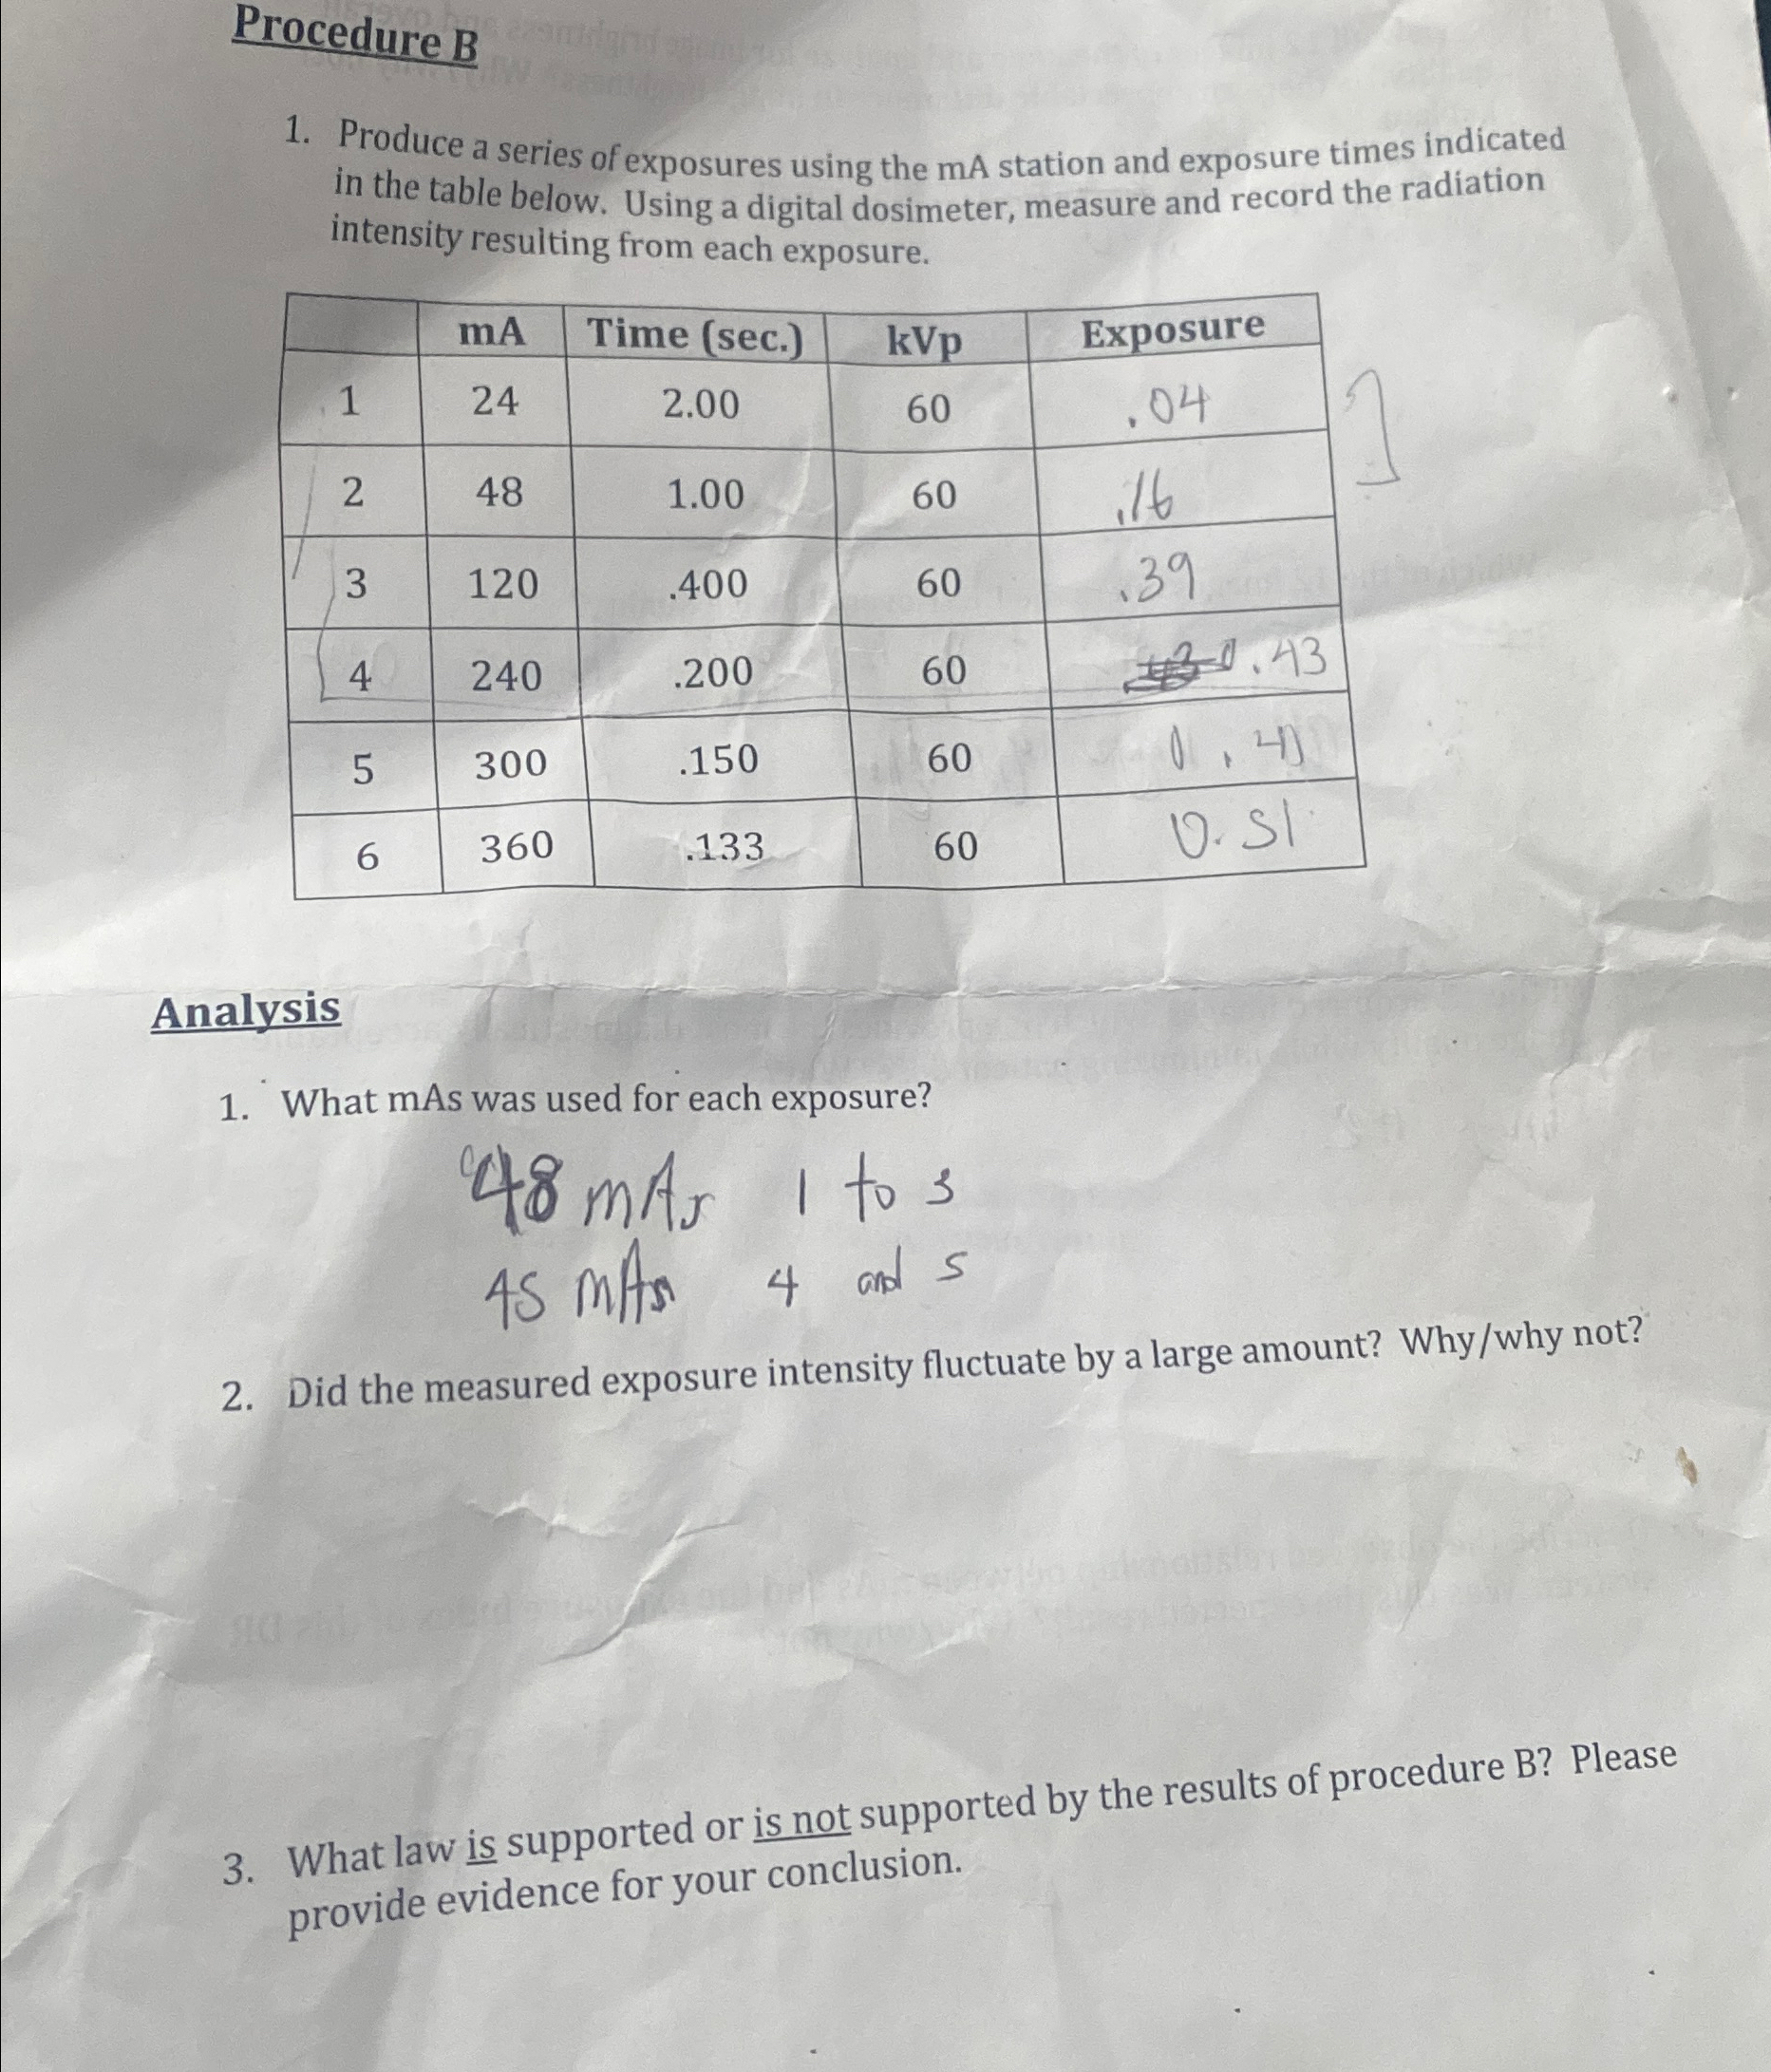 Procedure B
1. Produce a series of exposures using the mA station and exposure times indicated
in the table below. Using a digital dosimeter, measure and record the radiation
intensity resulting from each exposure.
mA Time (sec.) kVp Exposure
1 24 2.00 60 .04
2 48 1.00 60 .16
3 120 .400 60 .39
4 240 .200 60 .43
5 300 .150 60
6 360 .133 60 0.51
Analysis
1. What mAs was used for each exposure?
48 mAs 1 to 3
45 mAs 4 and 5
2. Did the measured exposure intensity fluctuate by a large amount? Why/why not?
3. What law is supported or is not supported by the results of procedure B? Please
provide evidence for your conclusion.